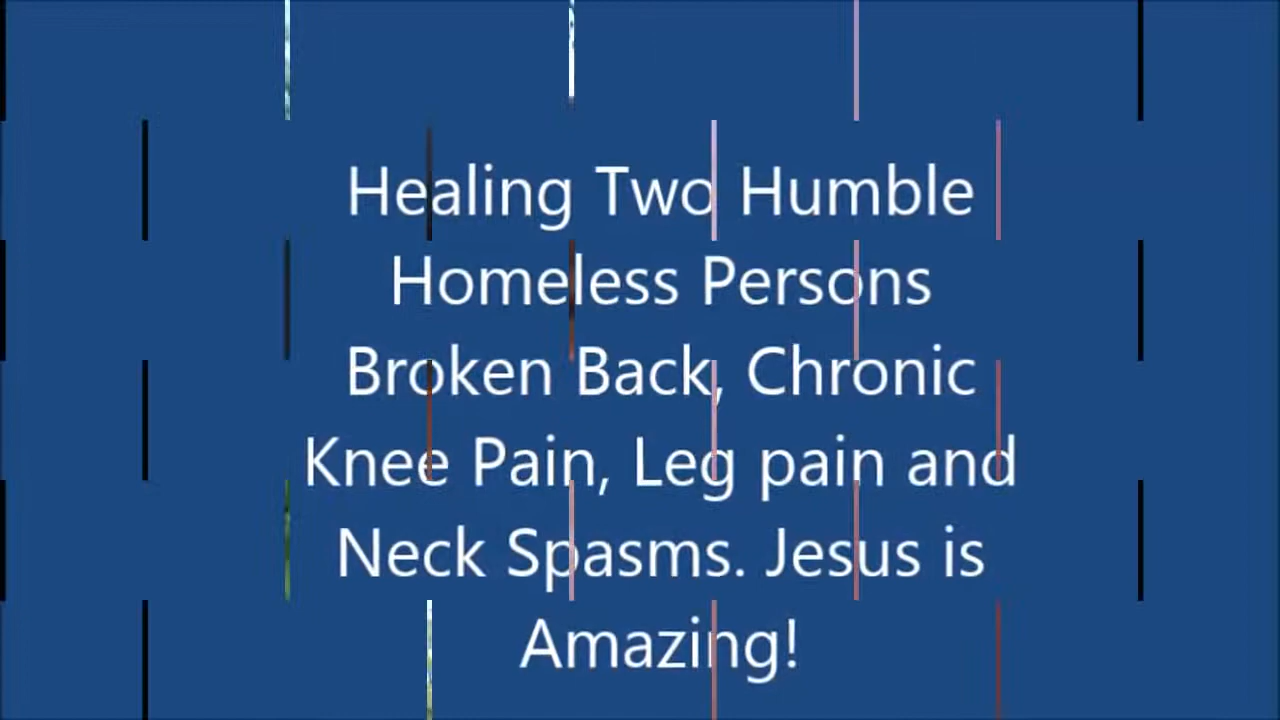 Healing Two Humble
Homeless Persons
Broken Back, Chronic
Knee Pain, Leg pain and
Neck Spasms. Jesus is
Amazing!